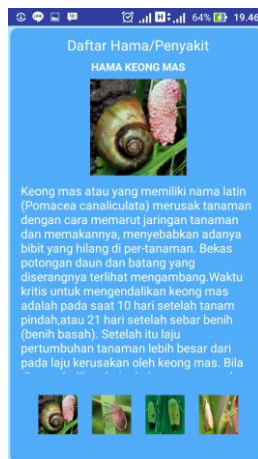 64% 19.46
Daftar Hama/Penyakit
HAMA KEONG MAS
Keong mas atau yang memiliki nama latin
(Pomacea canaliculata) merusak tanaman
dengan cara memarut jaringan tanaman
dan memakannya, menyebabkan adanya
bibit yang hilang di per-tanaman. Bekas
potongan daun dan batang yang
diserangnya terlihat mengambang.Waktu
kritis untuk mengendalikan keong mas
adalah pada saat 10 hari setelah tanam
pindah,atau 21 hari setelah sebar benih
(benih basah). Setelah itu laju
pertumbuhan tanaman lebih besar dari
pada laju kerusakan oleh keong mas. Bila